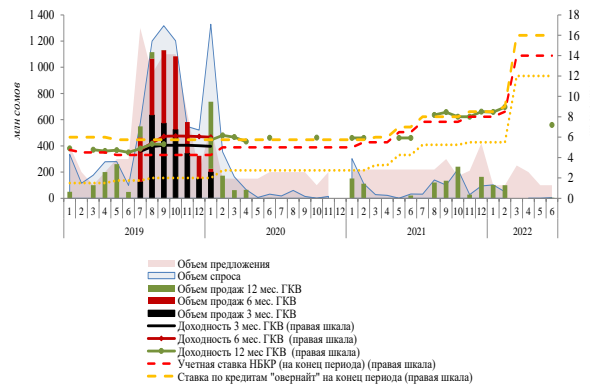 млн сомов
1 400
1 200
1 000
800
600
400
200
0
18
16
14
12
10
8
6
4
2
0
1 2 3 4 5 6 7 8 9 10 11 12 1 2 3 4 5 6 7 8 9 10 11 12 1 2 3 4 5 6 7 8 9 10 11 12 1 2 3 4 5 6
2019 2020 2021 2022
Объем предложения
Объем спроса
Объем продаж 12 мес. ГКВ
Объем продаж 6 мес. ГКВ
Объем продаж 3 мес. ГКВ
Доходность 3 мес. ГКВ (правая шкала)
Доходность 6 мес. ГКВ (правая шкала)
Доходность 12 мес ГКВ (правая шкала)
Учетная ставка НБКР (на конец периода) (правая шкала)
Ставка по кредитам "овернайт" на конец периода (правая шкала)